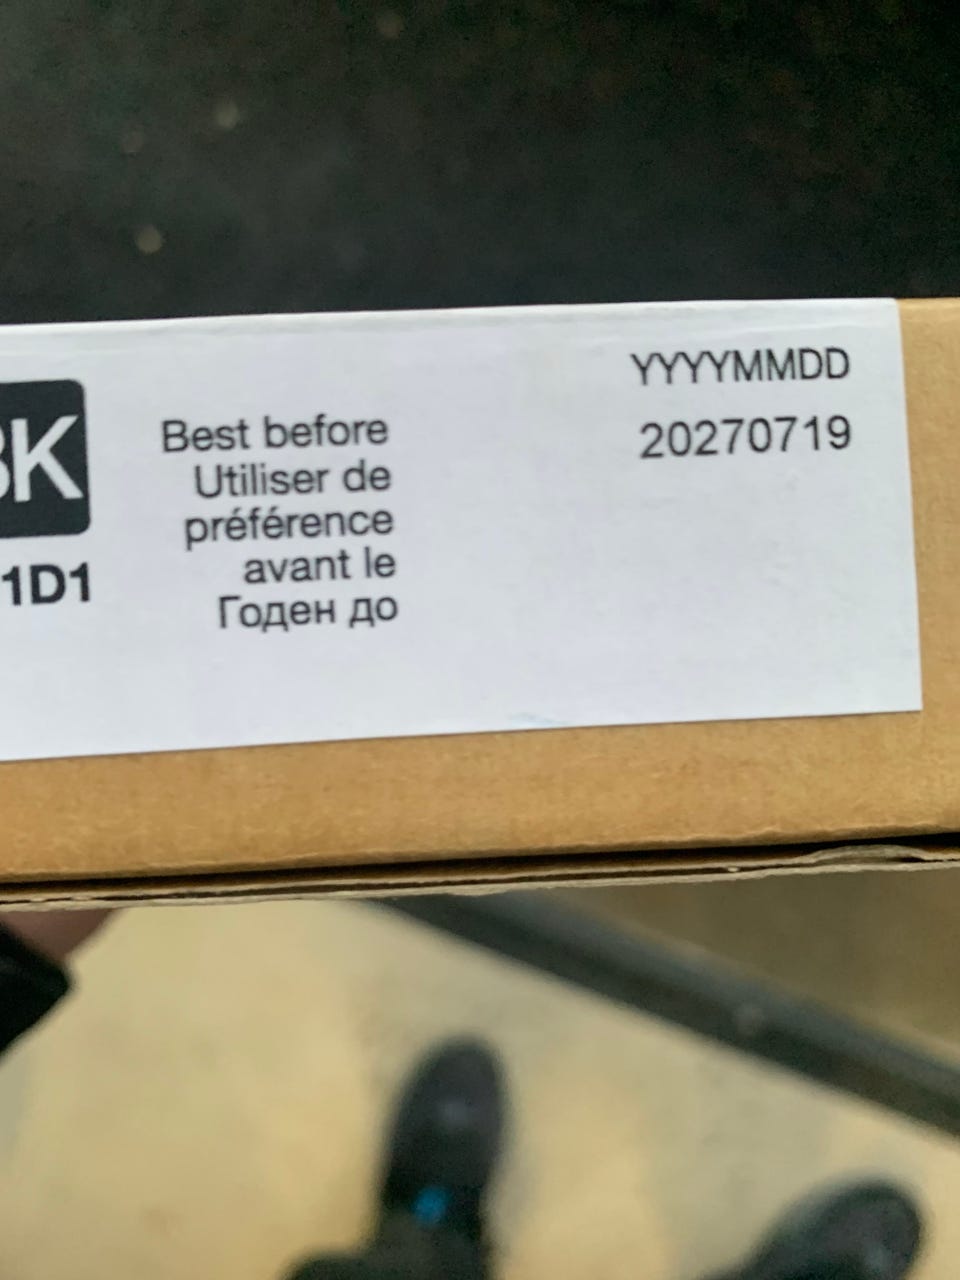 BK
1D1
Best before
Utiliser de
préférence
avant le
Годен до
YYYYMMDD
20270719